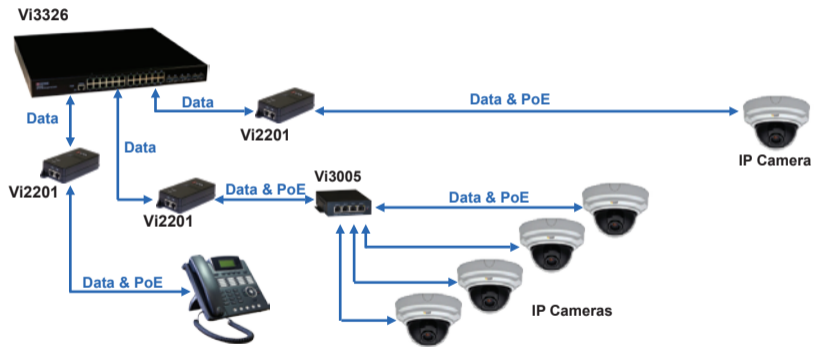 Vi3326
Data
Data & PoE
Data
Vi2201
IP Camera
Data
Vi3005
Vi2201
Data & PoE
Data & PoE
Vi2201
Data & PoE
IP Cameras